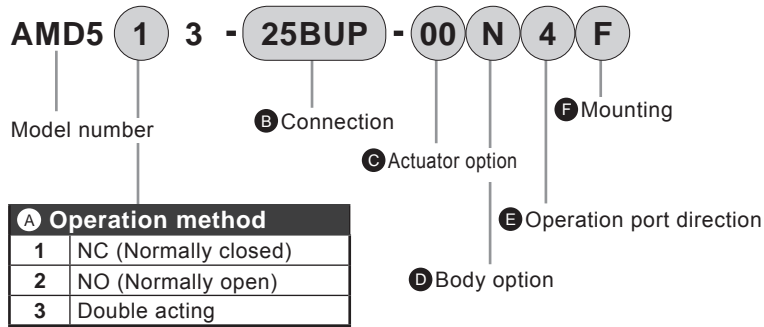 AMD5 1 3 - 25BUP - 00 N 4 F
Model number
B Connection
F Mounting
C Actuator option
E Operation port direction
D Body option
A Operation method
1 NC (Normally closed)
2 NO (Normally open)
3 Double acting